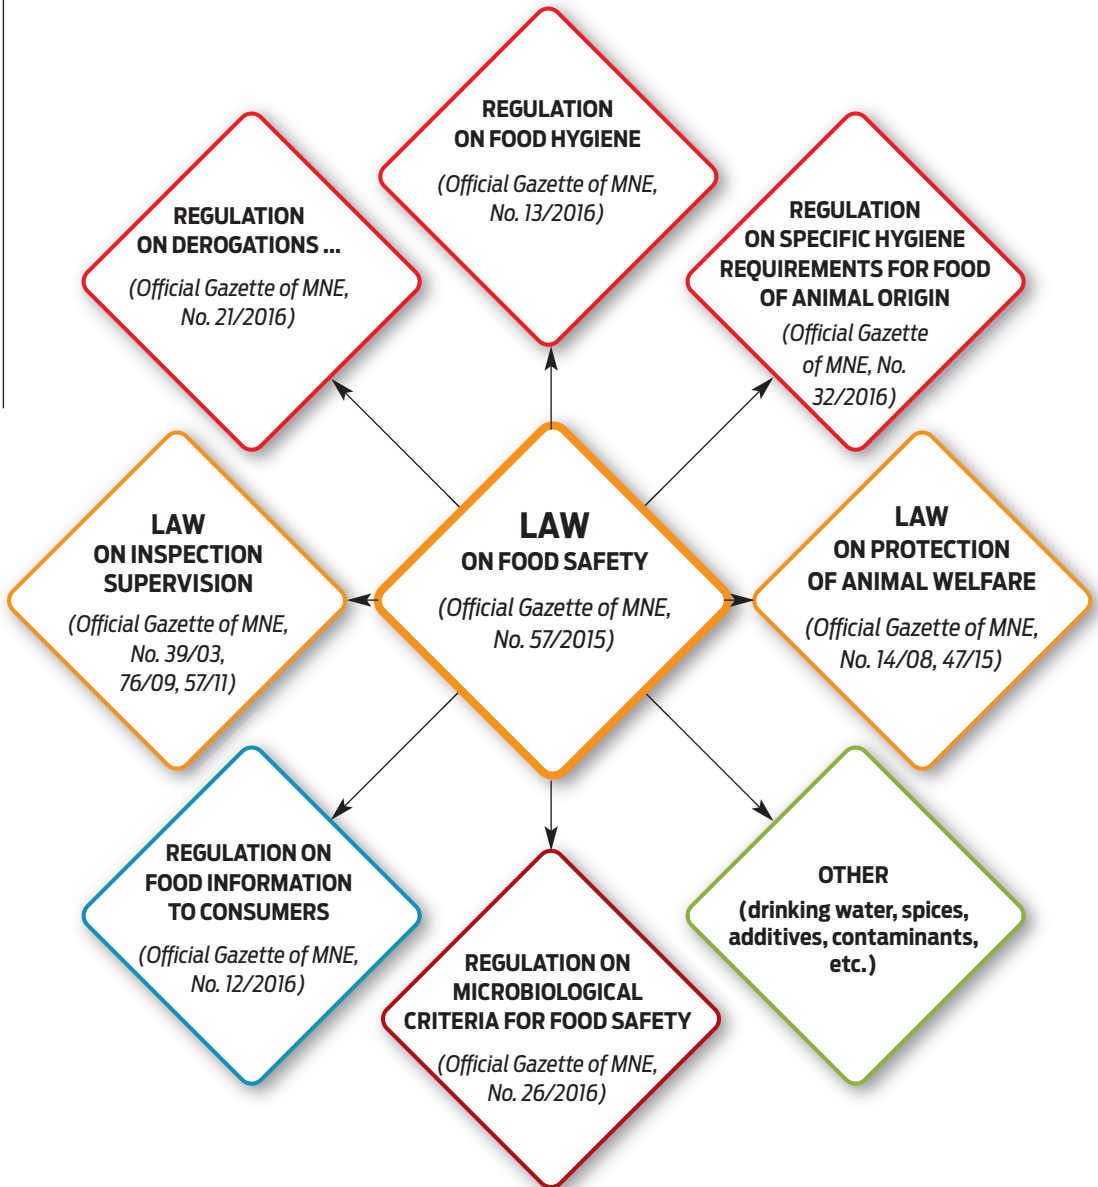 REGULATION
ON FOOD HYGIENE
(Official Gazette of MNE,
No. 13/2016)
REGULATION
ON DEROGATIONS ...
(Official Gazette of MNE,
No. 21/2016)
REGULATION
ON SPECIFIC HYGIENE
REQUIREMENTS FOR FOOD
OF ANIMAL ORIGIN
(Official Gazette
of MNE, No.
32/2016)
LAW
ON INSPECTION
SUPERVISION
(Official Gazette of MNE,
No. 39/03,
76/09, 57/11)
LAW
ON FOOD SAFETY
(Official Gazette of MNE,
No. 57/2015)
LAW
ON PROTECTION
OF ANIMAL WELFARE
(Official Gazette of MNE,
No. 14/08, 47/15)
REGULATION ON
FOOD INFORMATION
TO CONSUMERS
(Official Gazette of MNE,
No. 12/2016)
REGULATION ON
MICROBIOLOGICAL
CRITERIA FOR FOOD SAFETY
(Official Gazette of MNE,
No. 26/2016)
OTHER
(drinking water, spices,
additives, contaminants,
etc.)